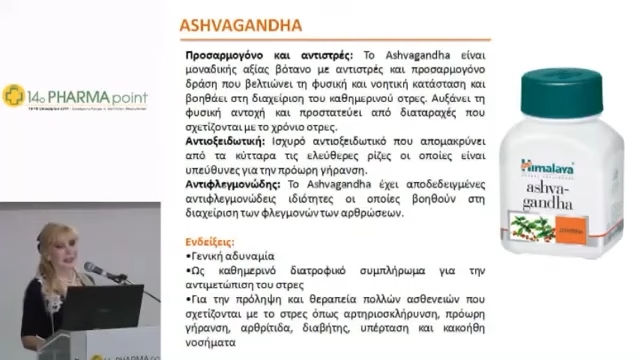 ASHVAGANDHA
Προσαρμογόνο και αντιστρές: Το Ashvagandha είναι
μοναδικής αξίας βότανο με αντιστρές και προσαρμογόνο
δράση που βελτιώνει τη φυσική και νοητική κατάσταση και
βοηθάει στη διαχείριση του καθημερινού στρες. Αυξάνει τη
φυσική αντοχή και προστατεύει από διαταραχές που
σχετίζονται με το χρόνιο στρες.
Αντιοξειδωτική: Ισχυρό αντιοξειδωτικό που απομακρύνει
από τα κύτταρα τις ελεύθερες ρίζες οι οποίες είναι
υπεύθυνες για την πρόωρη γήρανση.
Αντιφλεγμονώδης: Το Ashvagandha έχει αποδεδειγμένες
αντιφλεγμονώδεις ιδιότητες οι οποίες βοηθούν στη
διαχείριση των φλεγμονών των αρθρώσεων.
Ενδείξεις:
•Γενική αδυναμία
•Ως καθημερινό διατροφικό συμπλήρωμα για την
αντιμετώπιση του στρες
•Για την πρόληψη και θεραπεία πολλών ασθενειών που
σχετίζονται με το στρες όπως αρτηριοσκλήρυνση, πρόωρη
γήρανση, αρθρίτιδα, διαβήτης, υπέρταση και κακοήθη
νοσήματα
14ο PHARMA point
Himalaya
ashva-
gandha
14ο PHARMA point